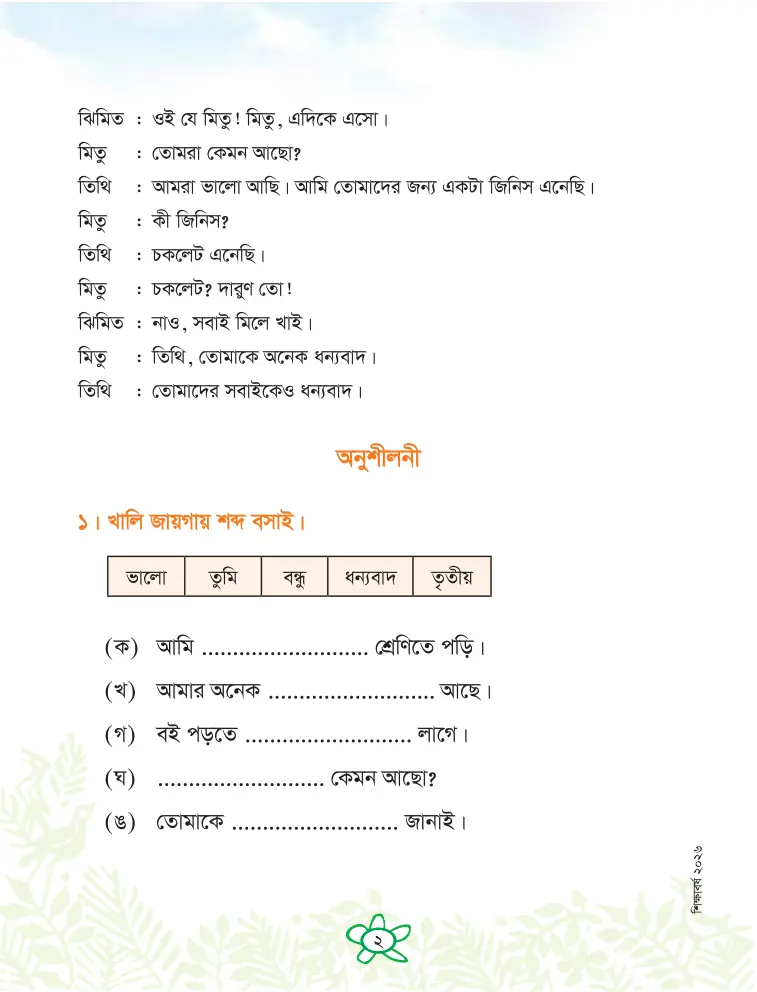 ঝিমিত : ওই যে মিতু! মিতু, এদিকে এসো।
মিতু : তোমরা কেমন আছো?
তিথি : আমরা ভালো আছি। আমি তোমাদের জন্য একটা জিনিস এনেছি।
মিতু : কী জিনিস?
তিথি : চকলেট এনেছি।
মিতু : চকলেট? দারুণ তো!
ঝিমিত : নাও, সবাই মিলে খাই।
মিতু : তিথি, তোমাকে অনেক ধন্যবাদ।
তিথি : তোমাদের সবাইকেও ধন্যবাদ।
অনুশীলনী
১। খালি জায়গায় শব্দ বসাই।
ভালো তুমি বন্ধু ধন্যবাদ তৃতীয়
(ক) আমি ........................... শ্রেণিতে পড়ি।
(খ) আমার অনেক ........................... আছে।
(গ) বই পড়তে ........................... লাগে।
(ঘ) ........................... কেমন আছো?
(ঙ) তোমাকে ........................... জানাই।
শিক্ষাবর্ষ ২০২৬
২